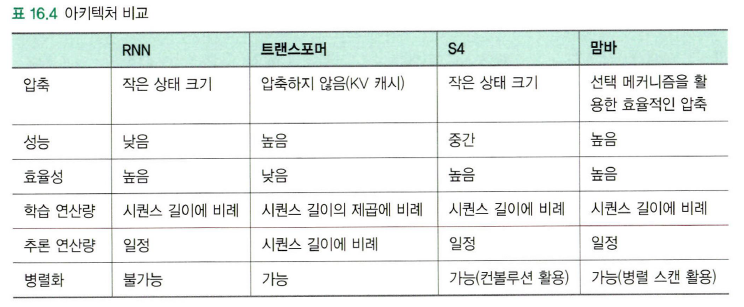 표 16.4 아키텍처 비교
RNN 트랜스포머 S4 맘바
압축 작은 상태 크기 압축하지 않음(KV 캐시) 작은 상태 크기 선택 메커니즘을 활
용한 효율적인 압축
성능 낮음 높음 중간 높음
효율성 높음 낮음 높음 높음
학습 연산량 시퀀스 길이에 비례 시퀀스 길이의 제곱에 비례 시퀀스 길이에 비례 시퀀스 길이에 비례
추론 연산량 일정 시퀀스 길이에 비례 일정 일정
병렬화 불가능 가능 가능(컨볼루션 활용) 가능(병렬 스캔 활용)